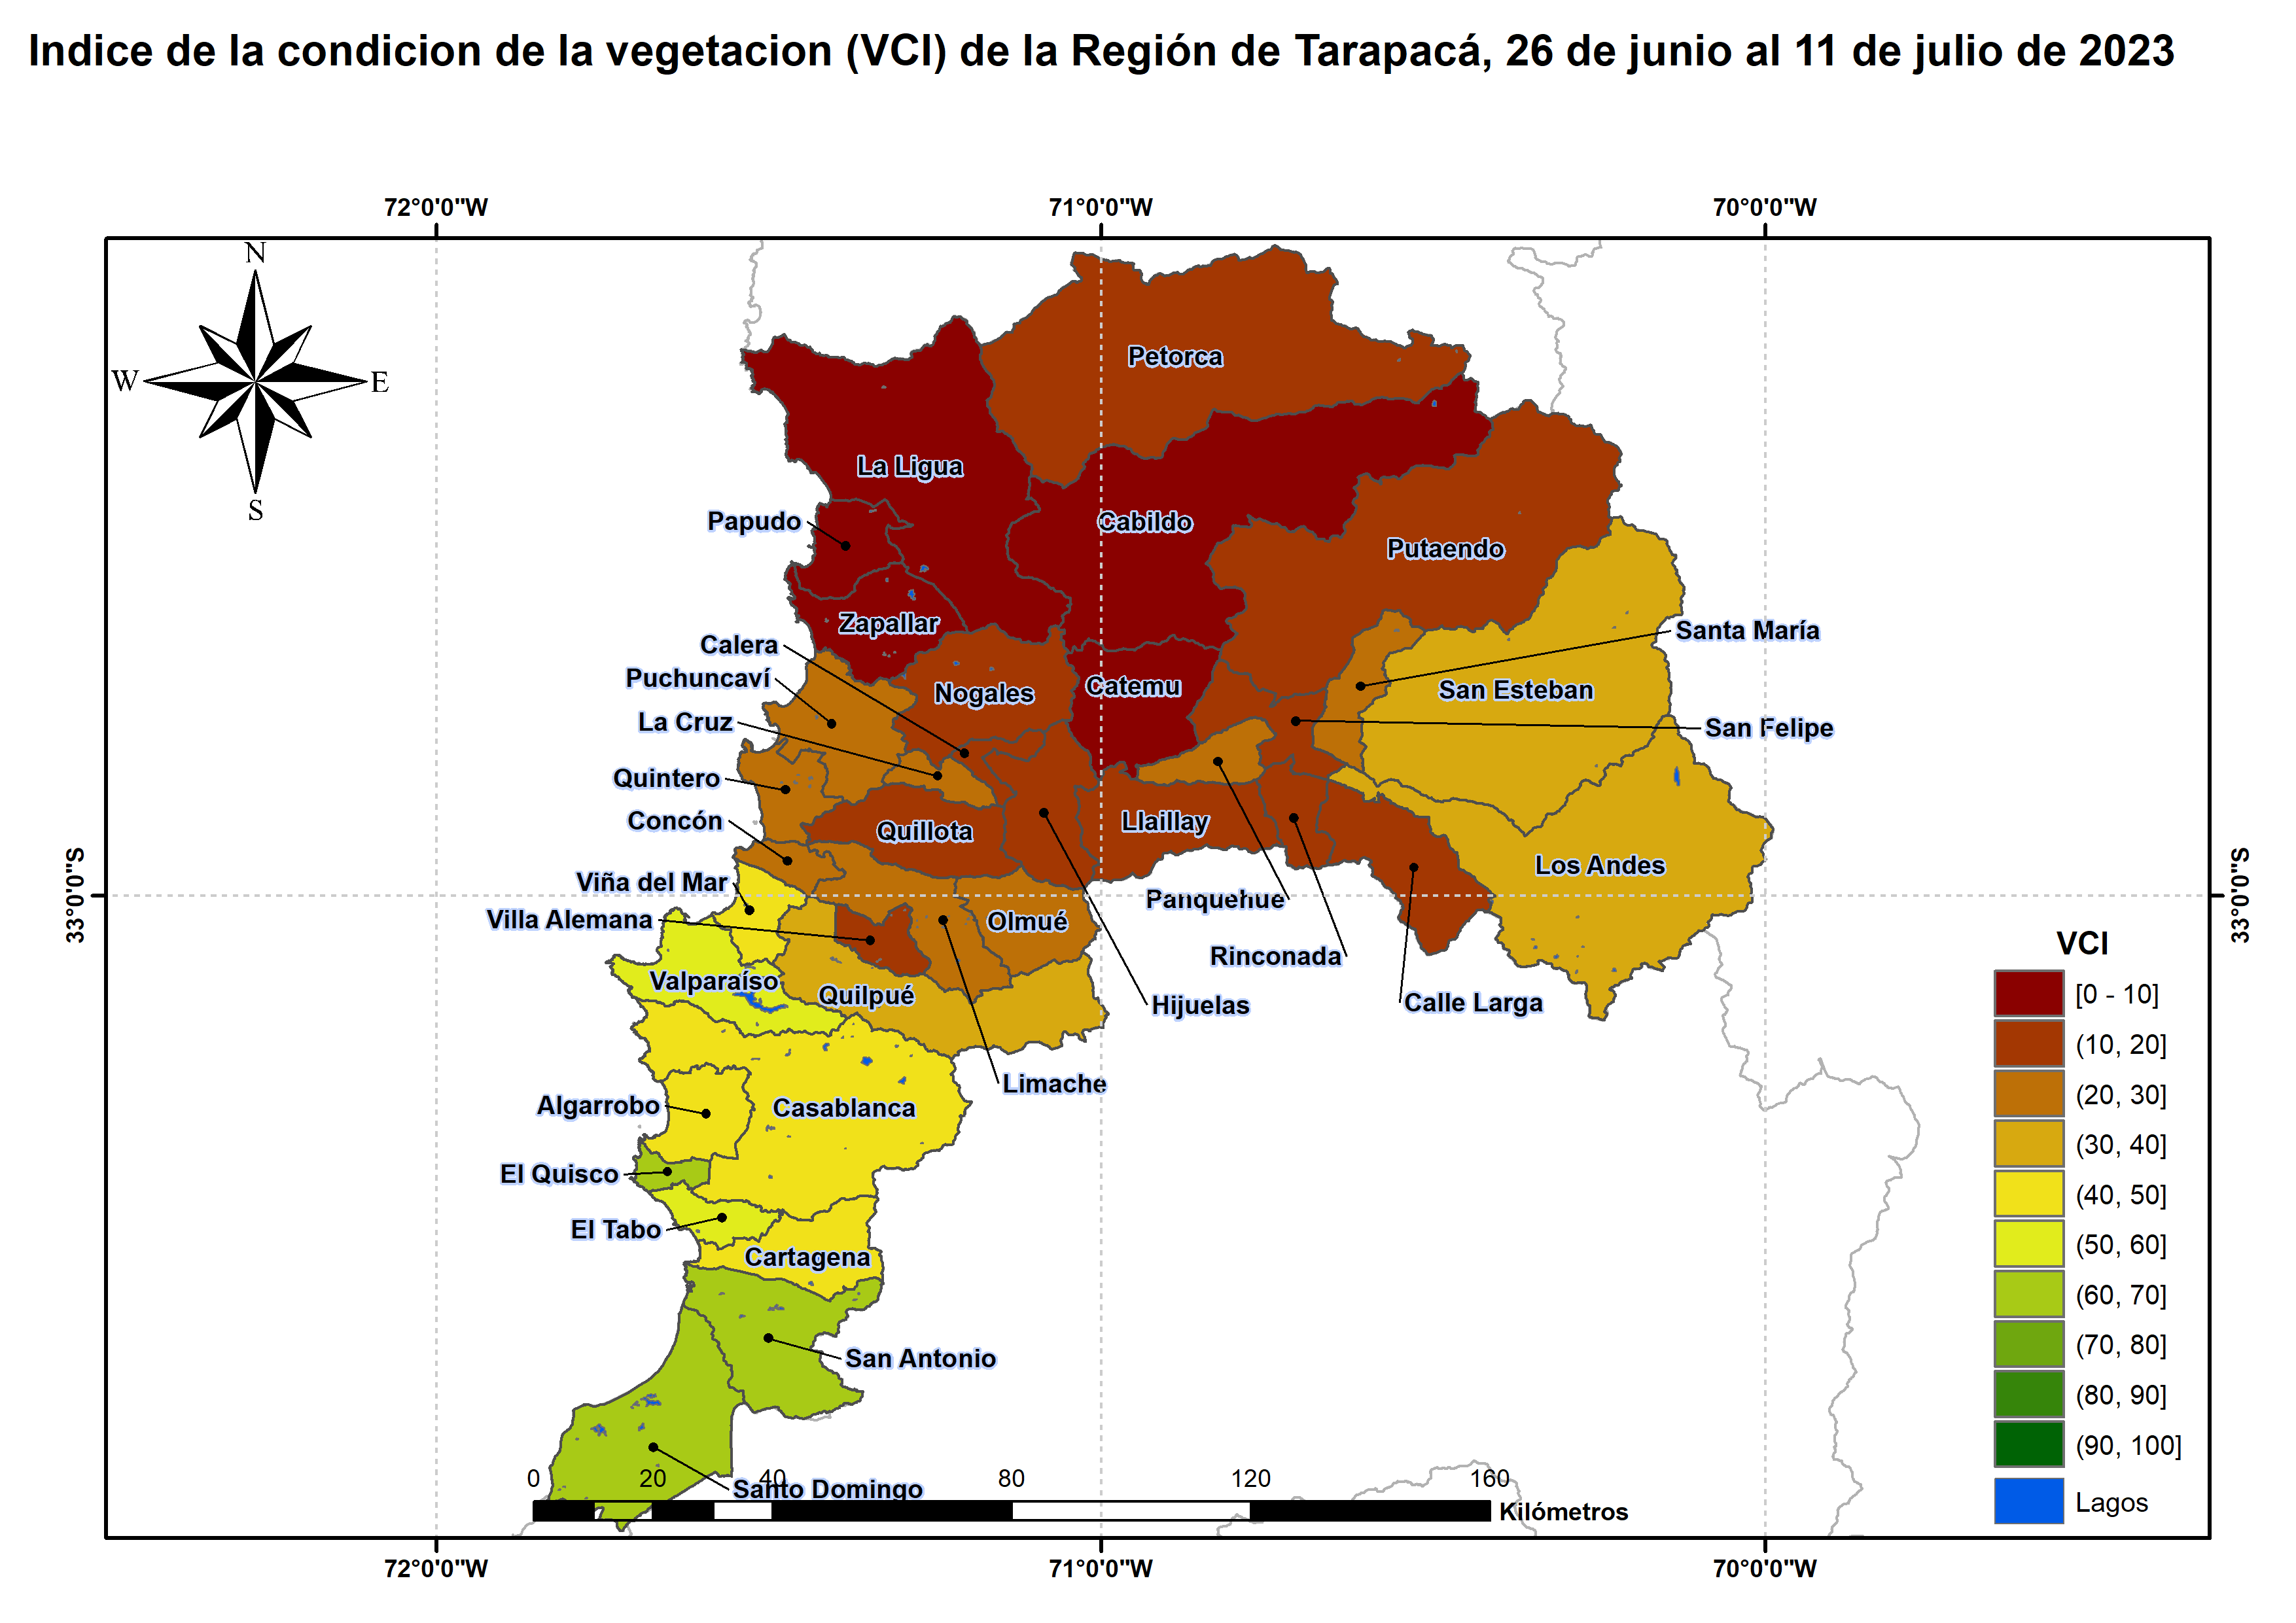 Indice de la condicion de la vegetacion (VCI) de la Región de Tarapacá, 26 de junio al 11 de julio de 2023
72°0'0"W
71°0'0"W
70°0'0"W
N
W
E
S
33°0'0"S
33°0'0"S
Petorca
La Ligua
Papudo
Cabildo
Putaendo
Zapallar
Santa María
Calera
Puchuncaví
Nogales
Catemu
San Esteban
La Cruz
San Felipe
Quintero
Concón
Quillota
Llaillay
Los Andes
Viña del Mar
Panquehue
Villa Alemana
Olmué
Rinconada
Valparaíso
Quilpué
Hijuelas
Calle Larga
Limache
Algarrobo
Casablanca
El Quisco
El Tabo
Cartagena
San Antonio
Santo Domingo
VCI
[0 - 10]
(10, 20]
(20, 30]
(30, 40]
(40, 50]
(50, 60]
(60, 70]
(70, 80]
(80, 90]
(90, 100]
Lagos
0 20 40 80 120 160
Kilómetros
72°0'0"W
71°0'0"W
70°0'0"W